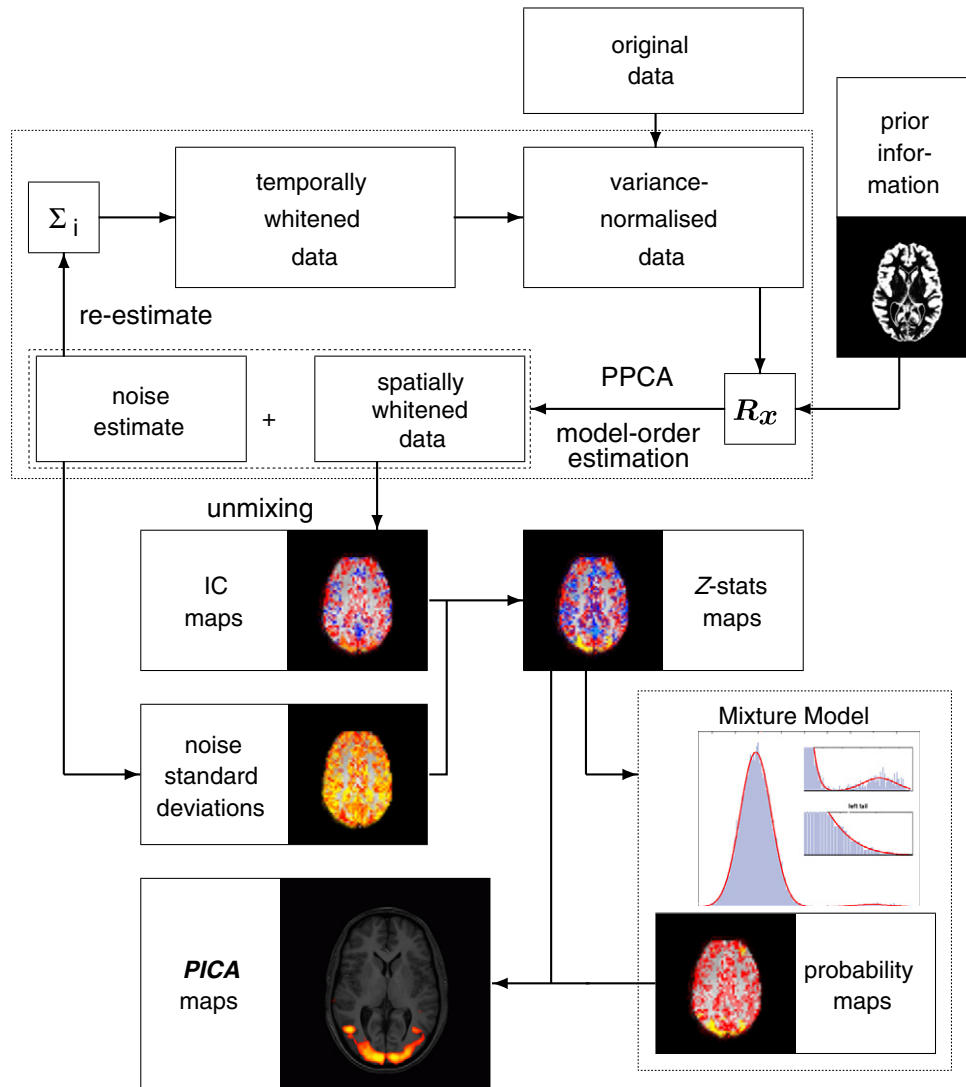 original
data
prior
infor-
mation
temporally
whitened
data
variance-
normalised
data
Σ i
re-estimate
noise
estimate
+
spatially
whitened
data
PPCA
model-order
estimation
Rx
unmixing
IC
maps
Z-stats
maps
noise
standard
deviations
Mixture Model
left tail
PICA
maps
probability
maps